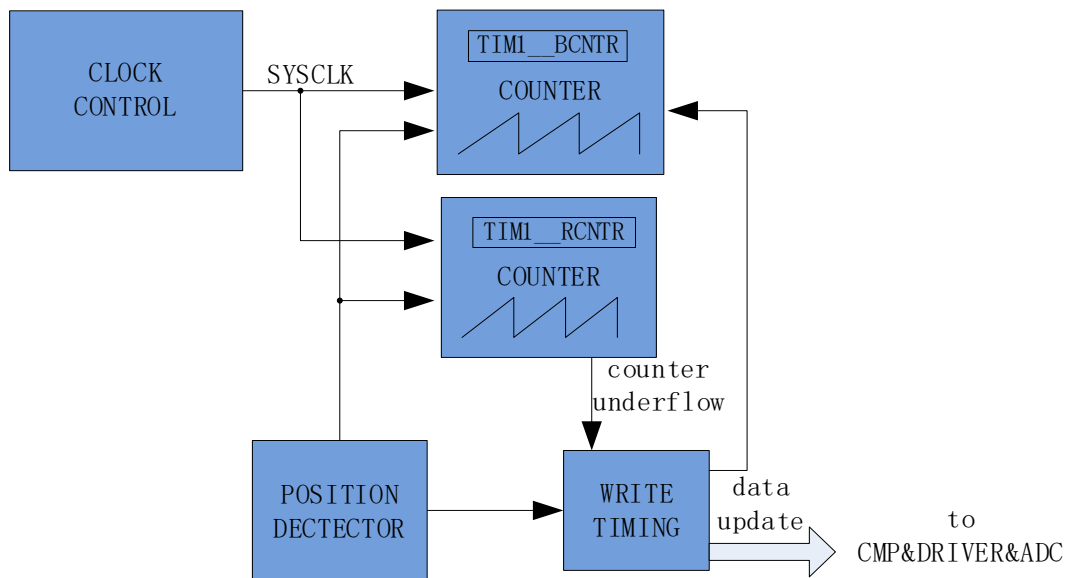 CLOCK
CONTROL
SYSCLK
TIM1__BCNTR
COUNTER
TIM1__RCNTR
COUNTER
counter
underflow
POSITION
DECTECTOR
WRITE
TIMING
data
update
to
CMP&DRIVER&ADC